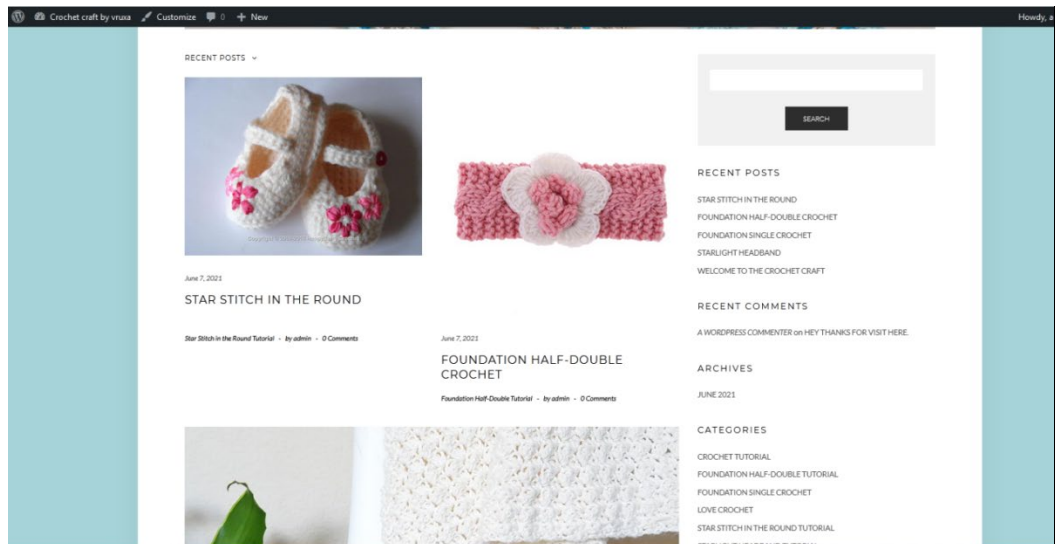 Crochet craft by vruxa Customize 0 New Howdy, a
RECENT POSTS
June 7, 2021
STAR STITCH IN THE ROUND
Star Stitch in the Round Tutorial - by admin - 0 Comments
June 7, 2021
FOUNDATION HALF-DOUBLE
CROCHET
Foundation Half-Double Tutorial - by admin - 0 Comments
SEARCH
RECENT POSTS
STAR STITCH IN THE ROUND
FOUNDATION HALF-DOUBLE CROCHET
FOUNDATION SINGLE CROCHET
STARLIGHT HEADBAND
WELCOME TO THE CROCHET CRAFT
RECENT COMMENTS
A WORDPRESS COMMENTER on HEY THANKS FOR VISIT HERE.
ARCHIVES
JUNE 2021
CATEGORIES
CROCHET TUTORIAL
FOUNDATION HALF-DOUBLE TUTORIAL
FOUNDATION SINGLE CROCHET
LOVE CROCHET
STAR STITCH IN THE ROUND TUTORIAL